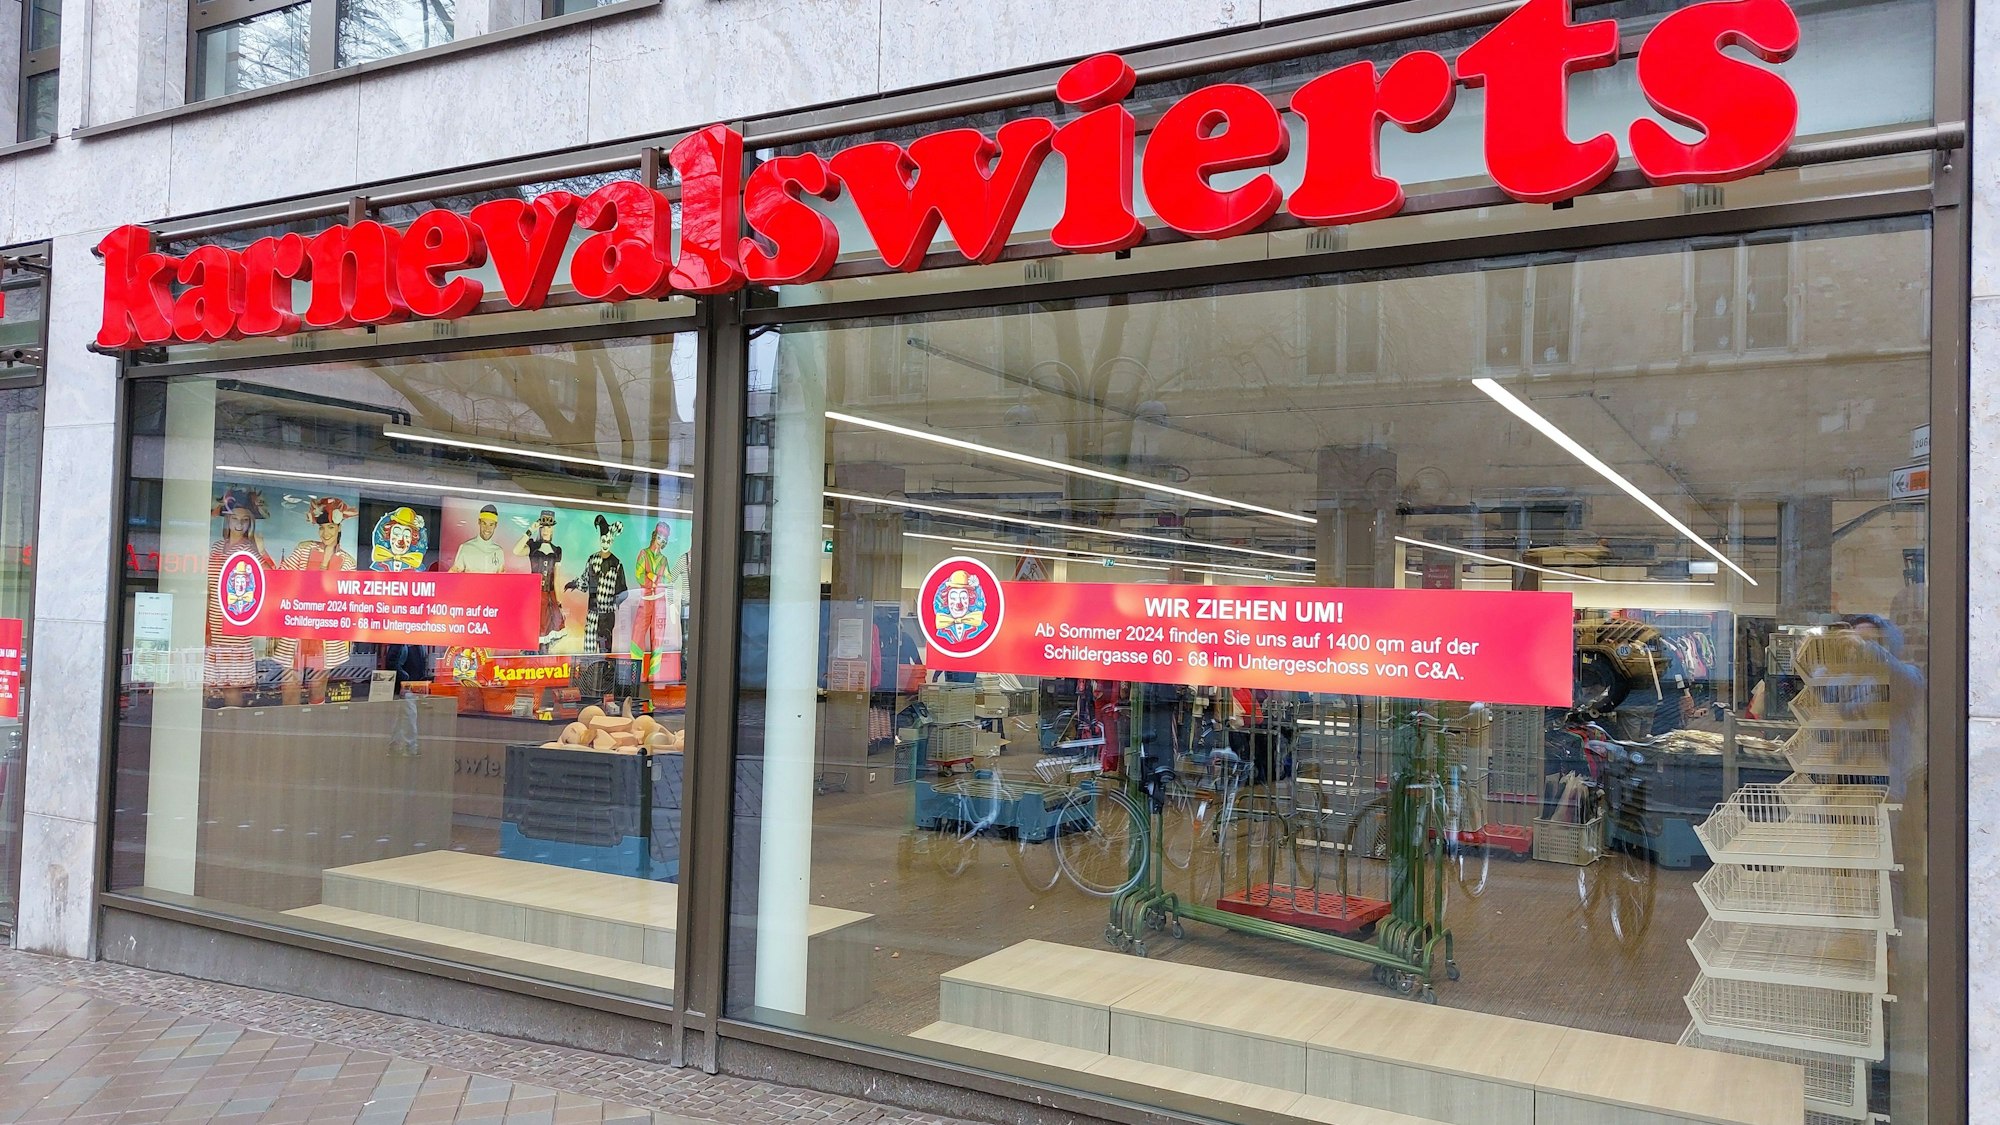 karnevalswierts
WIR ZIEHEN UM!
Ab Sommer 2024 finden Sie uns auf 1400 qm auf der
Schildergasse 60 - 68 im Untergeschoss von C&A.
WIR ZIEHEN UM!
Ab Sommer 2024 finden Sie uns auf 1400 qm auf der
Schildergasse 60 - 68 im Untergeschoss von C&A.
karneval
swie
N UM!